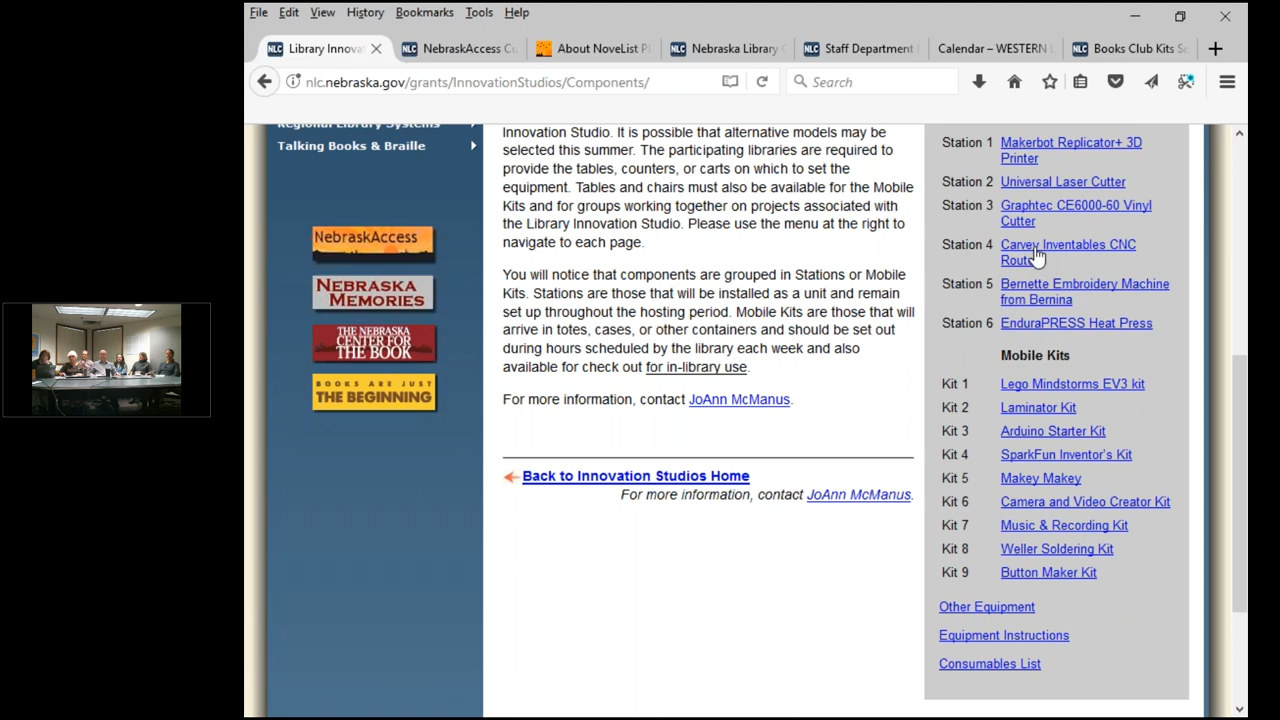 File Edit View History Bookmarks Tools Help
NLC Library Innova
NLC NebraskAccess Cu
About NoveList Pl
NLC Nebraska Library C
NLC Staff Department
Calendar – WESTERN
NLC Books Club Kits Se
nlc.nebraska.gov/grants/InnovationStudios/Components/
Search
Regional Library Systems
Talking Books & Braille
NebraskAccess
NEBRASKA
MEMORIES
THE NEBRASKA
CENTER FOR
THE BOOK
BOOKS ARE JUST
THE BEGINNING
Innovation Studio. It is possible that alternative models may be
selected this summer. The participating libraries are required to
provide the tables, counters, or carts on which to set the
equipment. Tables and chairs must also be available for the Mobile
Kits and for groups working together on projects associated with
the Library Innovation Studio. Please use the menu at the right to
navigate to each page.
You will notice that components are grouped in Stations or Mobile
Kits. Stations are those that will be installed as a unit and remain
set up throughout the hosting period. Mobile Kits are those that will
arrive in totes, cases, or other containers and should be set out
during hours scheduled by the library each week and also
available for check out for in-library use.
For more information, contact JoAnn McManus.
Back to Innovation Studios Home
For more information, contact JoAnn McManus.
Station 1 Makerbot Replicator+ 3D
Printer
Station 2 Universal Laser Cutter
Station 3 Graphtec CE6000-60 Vinyl
Cutter
Station 4 Carvey Inventables CNC
Router
Station 5 Bernette Embroidery Machine
from Bernina
Station 6 EnduraPRESS Heat Press
Mobile Kits
Kit 1 Lego Mindstorms EV3 kit
Kit 2 Laminator Kit
Kit 3 Arduino Starter Kit
Kit 4 SparkFun Inventor's Kit
Kit 5 Makey Makey
Kit 6 Camera and Video Creator Kit
Kit 7 Music & Recording Kit
Kit 8 Weller Soldering Kit
Kit 9 Button Maker Kit
Other Equipment
Equipment Instructions
Consumables List